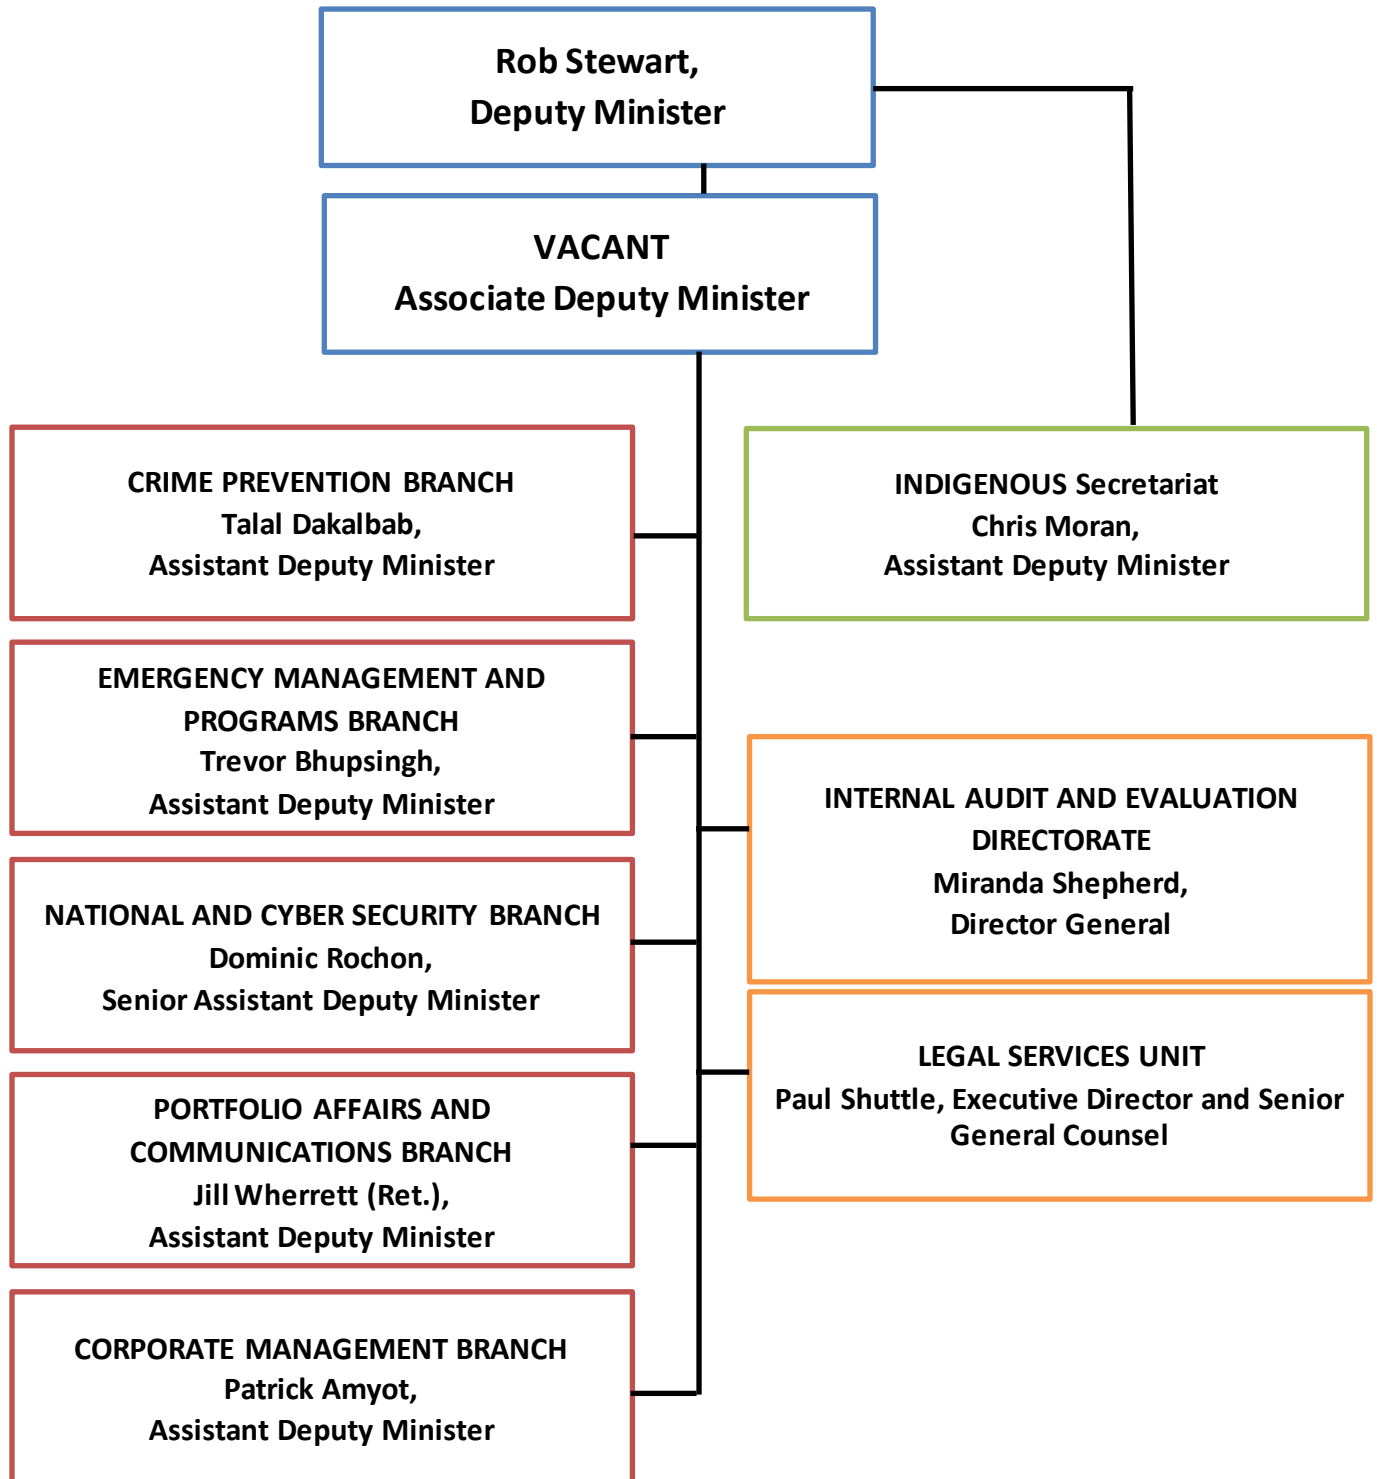 Rob Stewart,
Deputy Minister
VACANT
Associate Deputy Minister
CRIME PREVENTION BRANCH
Talal Dakalbab,
Assistant Deputy Minister
INDIGENOUS Secretariat
Chris Moran,
Assistant Deputy Minister
EMERGENCY MANAGEMENT AND
PROGRAMS BRANCH
Trevor Bhupsingh,
Assistant Deputy Minister
INTERNAL AUDIT AND EVALUATION
DIRECTORATE
Miranda Shepherd,
Director General
NATIONAL AND CYBER SECURITY BRANCH
Dominic Rochon,
Senior Assistant Deputy Minister
LEGAL SERVICES UNIT
Paul Shuttle, Executive Director and Senior
General Counsel
PORTFOLIO AFFAIRS AND
COMMUNICATIONS BRANCH
Jill Wherrett (Ret.),
Assistant Deputy Minister
CORPORATE MANAGEMENT BRANCH
Patrick Amyot,
Assistant Deputy Minister